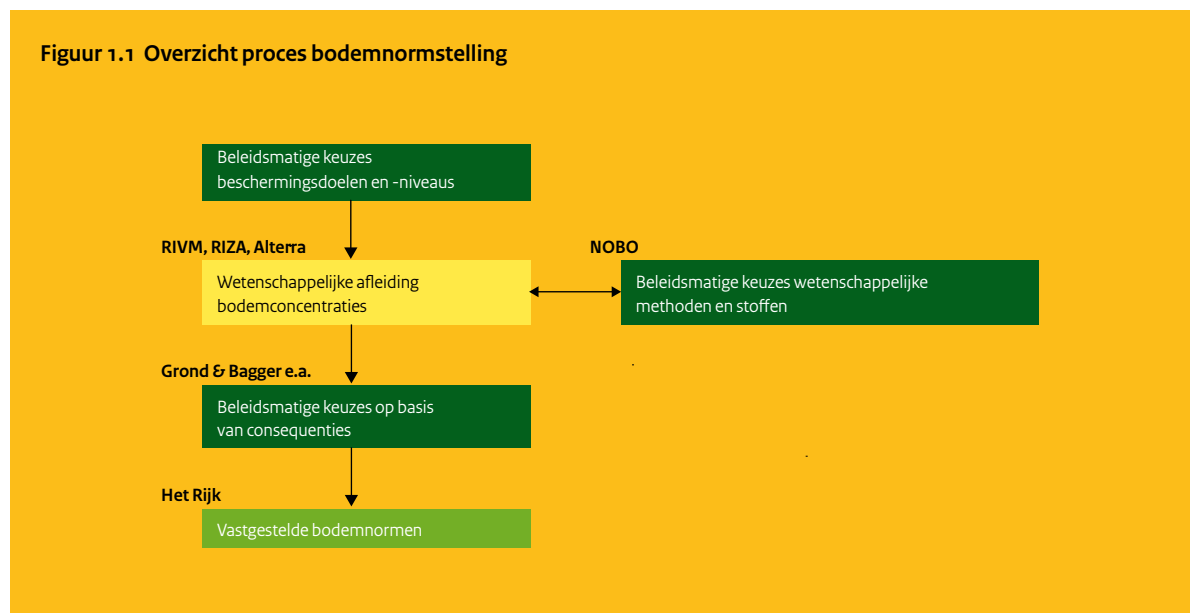 Figuur 1.1 Overzicht proces bodemnormstelling
Beleidsmatige keuzes
beschermingsdoelen en -niveaus
RIVM, RIZA, Alterra
Wetenschappelijke afleiding
bodemconcentraties
NOBO
Beleidsmatige keuzes wetenschappelijke
methoden en stoffen
Grond & Bagger e.a.
Beleidsmatige keuzes op basis
van consequenties
Het Rijk
Vastgestelde bodemnormen